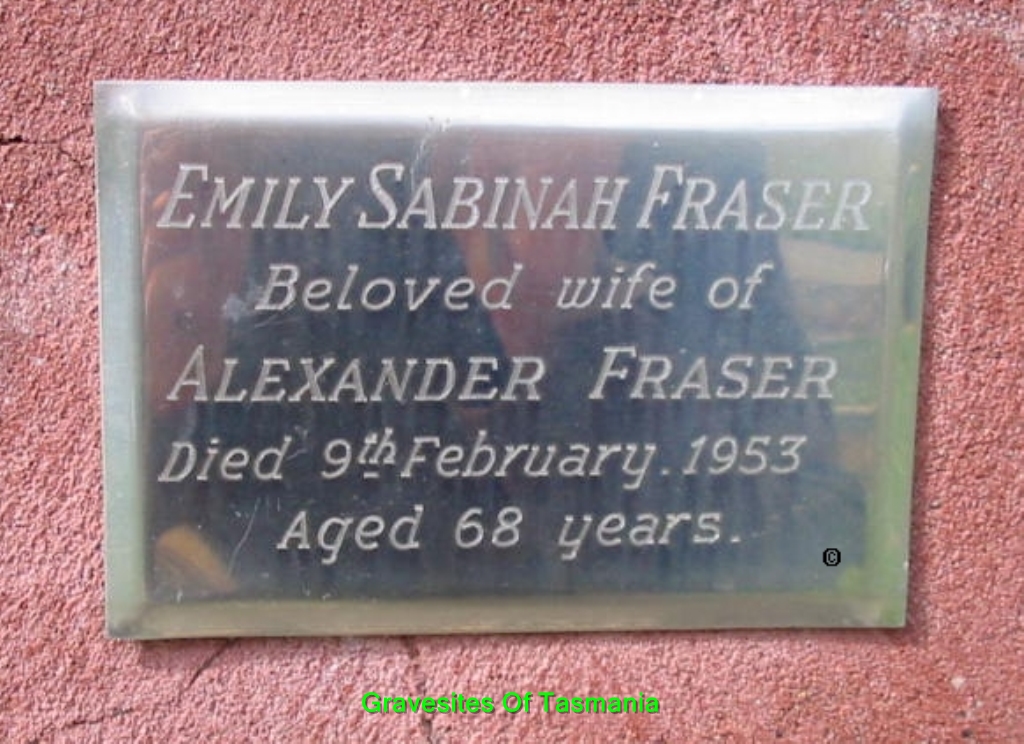 EMILY SABINAH FRASER
Beloved wife of
ALEXANDER FRASER
Died 9th February. 1953
Aged 68 years.
©
Gravesites Of Tasmania